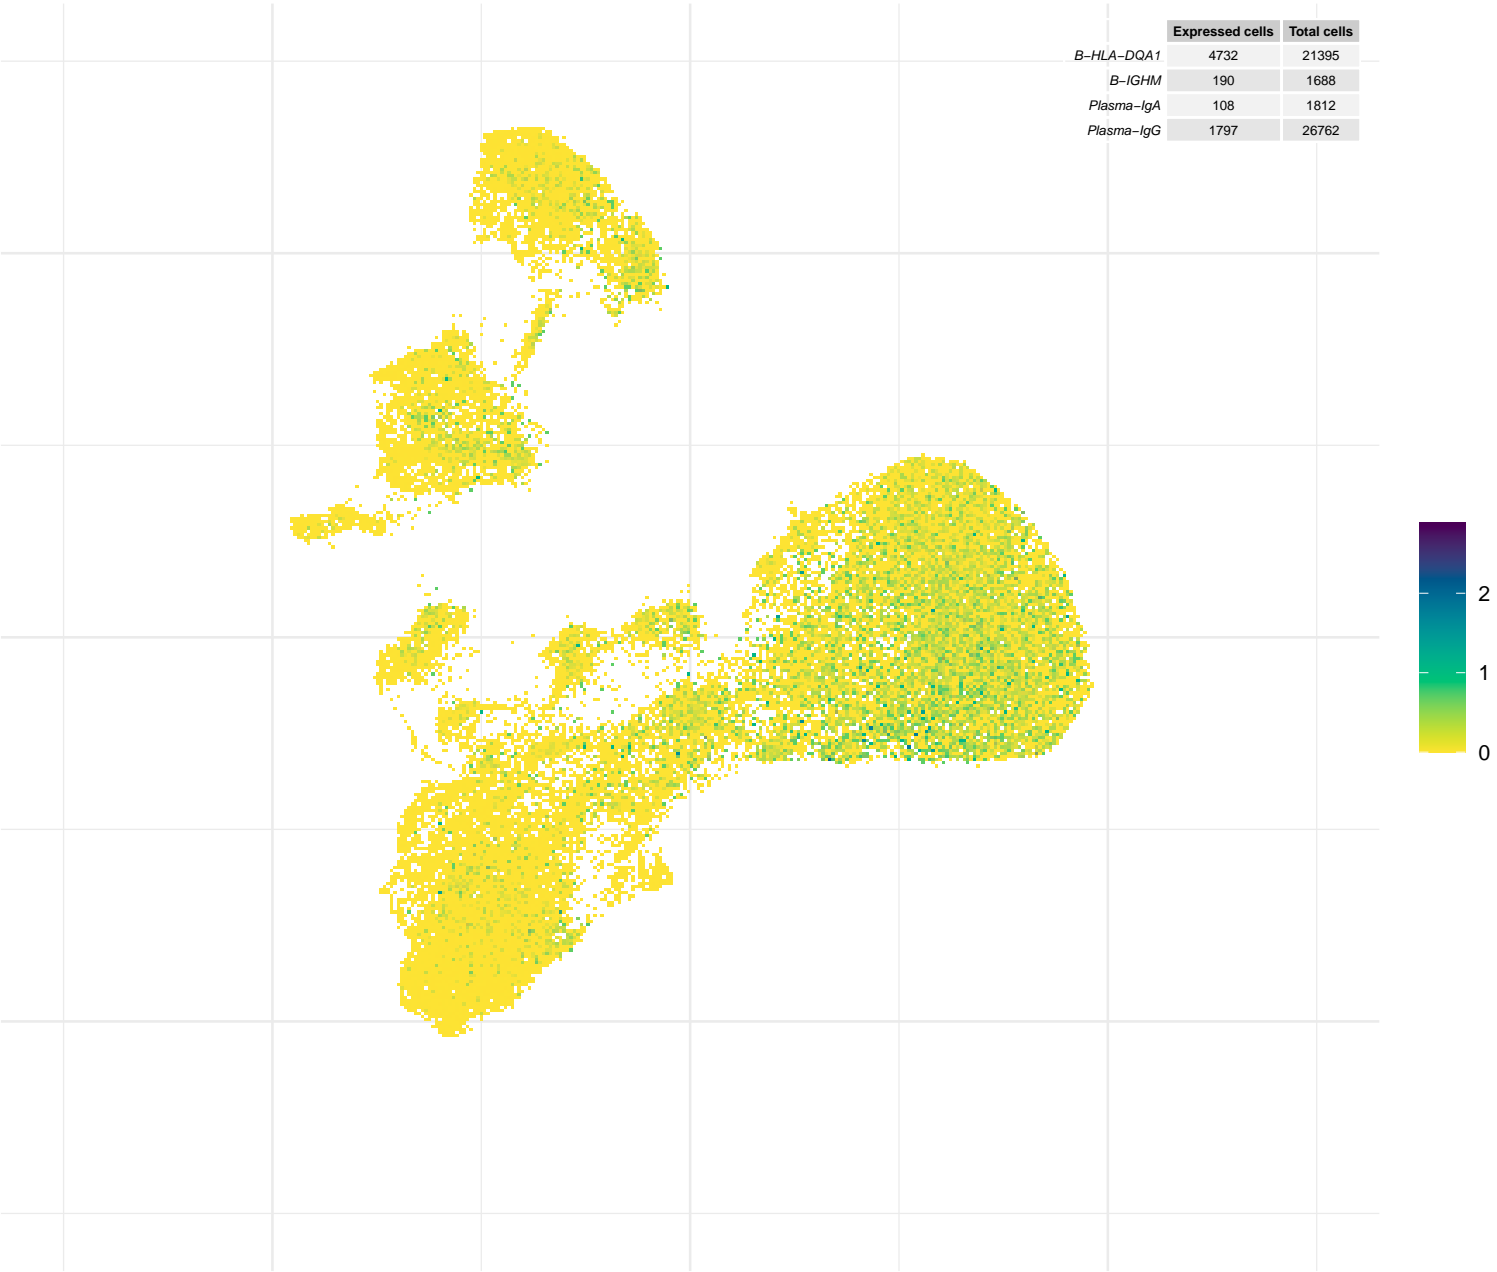 Expressed cells Total cells
B−HLA−DQA1 4732 21395
B−IGHM 190 1688
Plasma−IgA 108 1812
Plasma−IgG 1797 26762
2
1
0